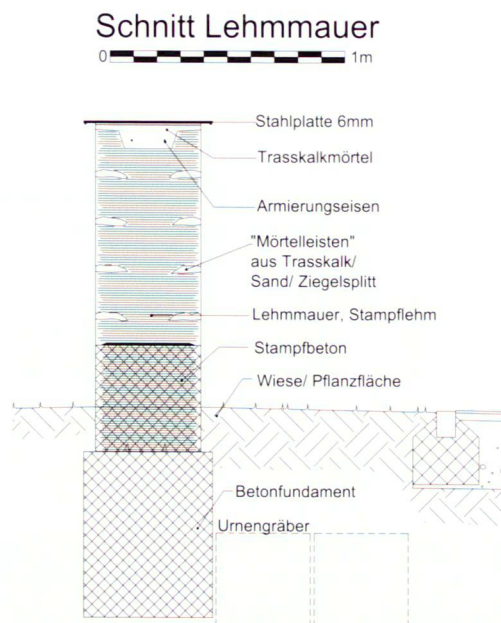 Schnitt Lehmmauer
0 1m
Stahlplatte 6mm
Trasskalkmörtel
Armierungseisen
"Mörtelleisten"
aus Trasskalk/
Sand/ Ziegelsplitt
Lehmmauer, Stampflehm
Stampfbeton
Wiese/ Pflanzfläche
Betonfundament
Urnengräber